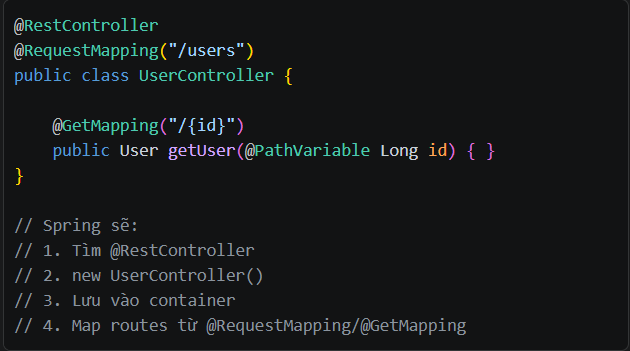 @RestController
@RequestMapping("/users")
public class UserController {
@GetMapping("/{id}")
public User getUser(@PathVariable Long id) { }
}
// Spring sẽ:
// 1. Tìm @RestController
// 2. new UserController()
// 3. Lưu vào container
// 4. Map routes từ @RequestMapping/@GetMapping